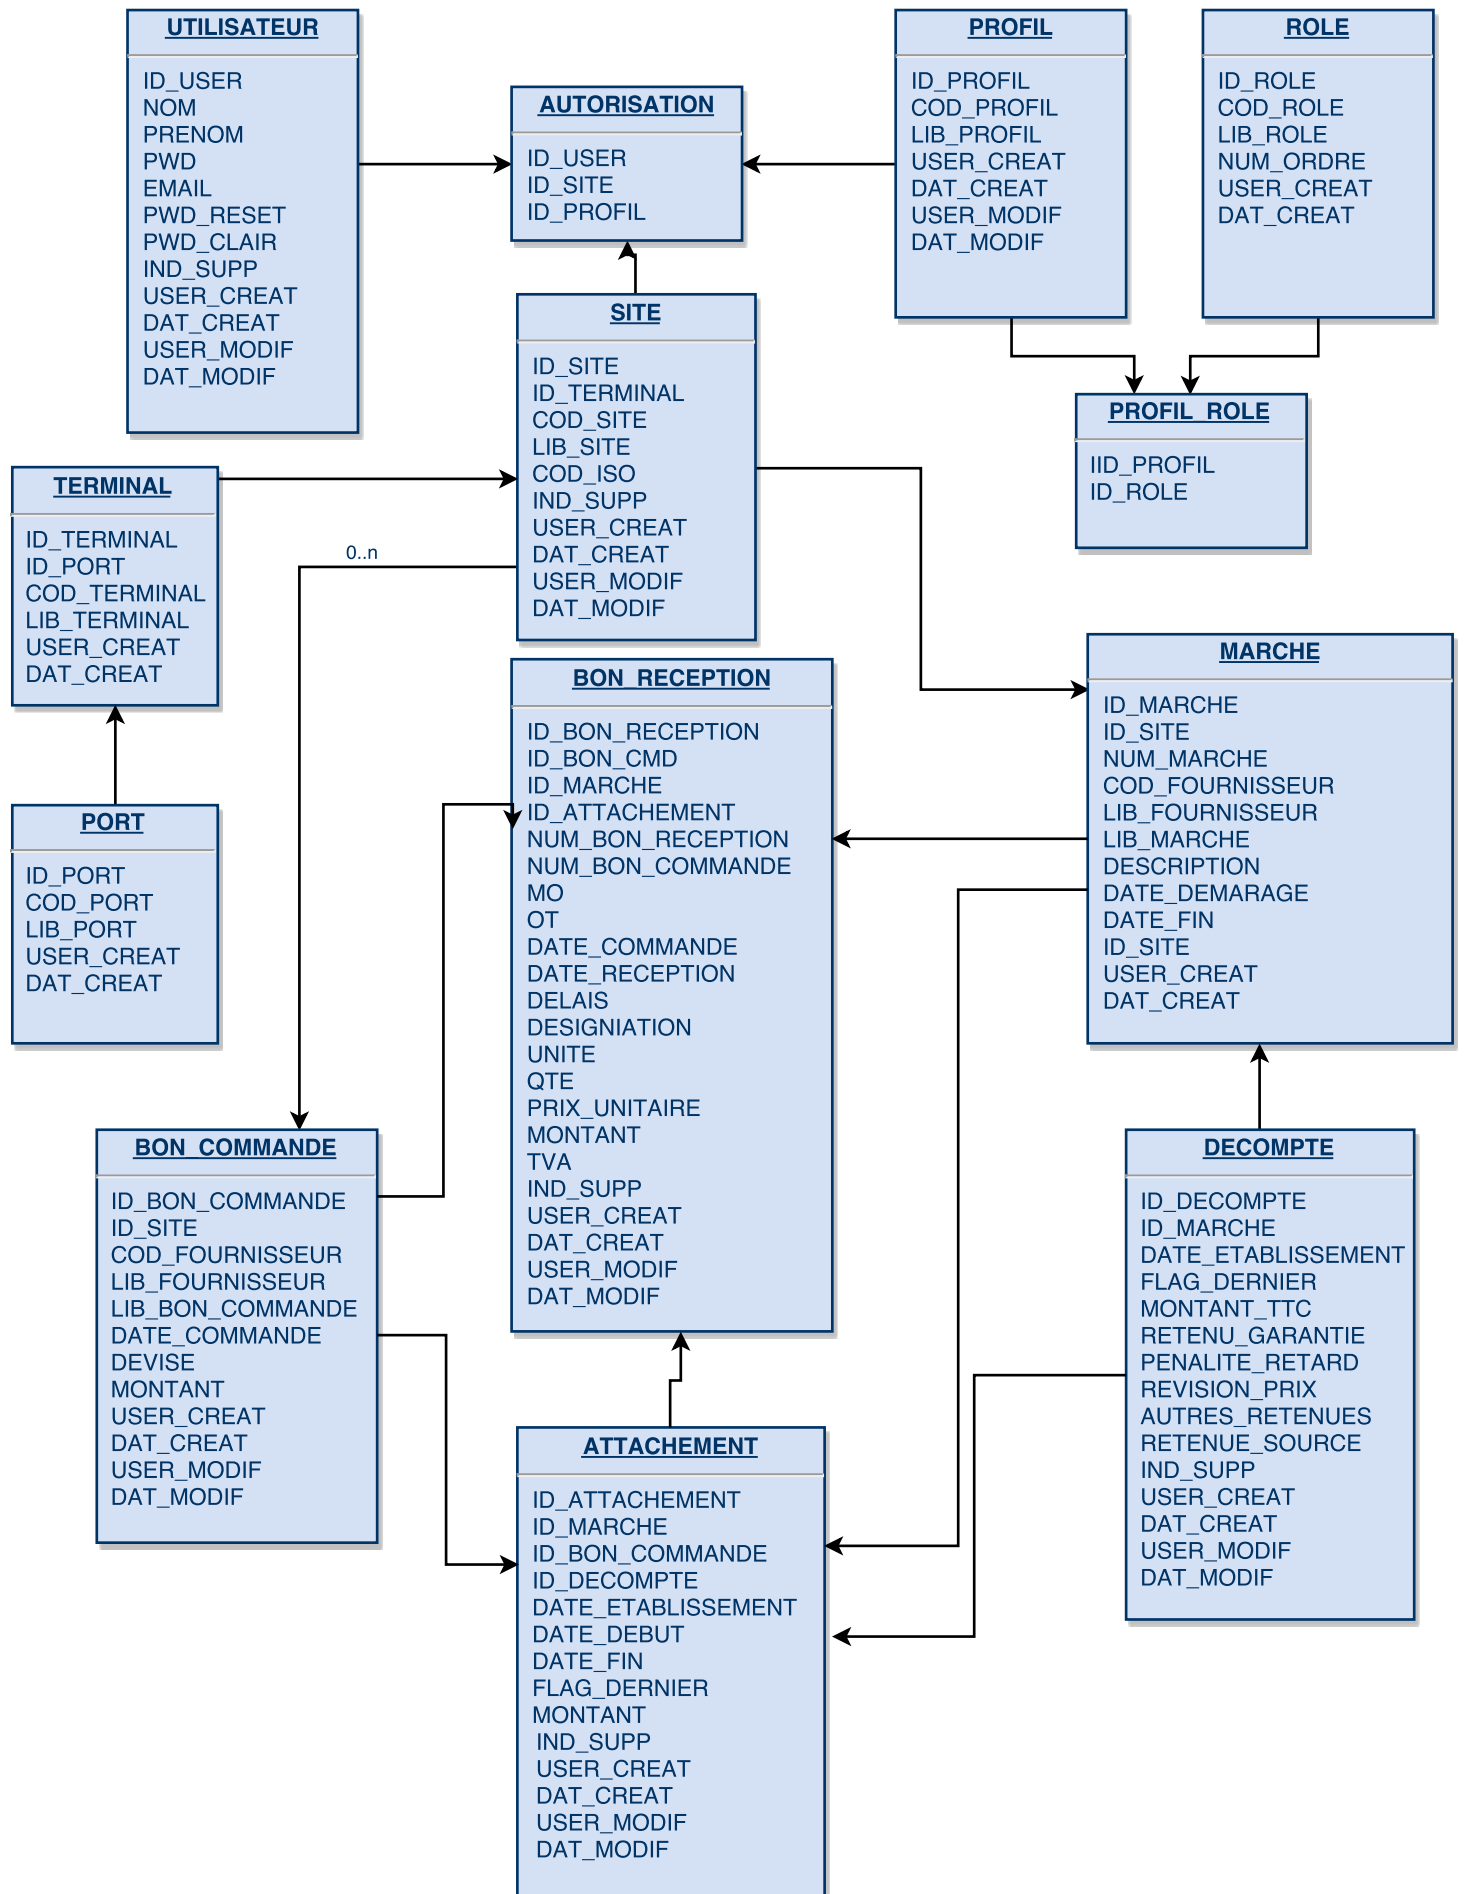 UTILISATEUR
ID_USER
NOM
PRENOM
PWD
EMAIL
PWD_RESET
PWD_CLAIR
IND_SUPP
USER_CREAT
DAT_CREAT
USER_MODIF
DAT_MODIF
AUTORISATION
ID_USER
ID_SITE
ID_PROFIL
PROFIL
ID_PROFIL
COD_PROFIL
LIB_PROFIL
USER_CREAT
DAT_CREAT
USER_MODIF
DAT_MODIF
ROLE
ID_ROLE
COD_ROLE
LIB_ROLE
NUM_ORDRE
USER_CREAT
DAT_CREAT
SITE
ID_SITE
ID_TERMINAL
COD_SITE
LIB_SITE
COD_ISO
IND_SUPP
USER_CREAT
DAT_CREAT
USER_MODIF
DAT_MODIF
PROFIL_ROLE
IID_PROFIL
ID_ROLE
TERMINAL
ID_TERMINAL
ID_PORT
COD_TERMINAL
LIB_TERMINAL
USER_CREAT
DAT_CREAT
0..n
PORT
ID_PORT
COD_PORT
LIB_PORT
USER_CREAT
DAT_CREAT
BON_RECEPTION
ID_BON_RECEPTION
ID_BON_CMD
ID_MARCHE
ID_ATTACHEMENT
NUM_BON_RECEPTION
NUM_BON_COMMANDE
MO
OT
DATE_COMMANDE
DATE_RECEPTION
DELAIS
DESIGNIATION
UNITE
QTE
PRIX_UNITAIRE
MONTANT
TVA
IND_SUPP
USER_CREAT
DAT_CREAT
USER_MODIF
DAT_MODIF
MARCHE
ID_MARCHE
ID_SITE
NUM_MARCHE
COD_FOURNISSEUR
LIB_FOURNISSEUR
LIB_MARCHE
DESCRIPTION
DATE_DEMARAGE
DATE_FIN
ID_SITE
USER_CREAT
DAT_CREAT
BON_COMMANDE
ID_BON_COMMANDE
ID_SITE
COD_FOURNISSEUR
LIB_FOURNISSEUR
LIB_BON_COMMANDE
DATE_COMMANDE
DEVISE
MONTANT
USER_CREAT
DAT_CREAT
USER_MODIF
DAT_MODIF
DECOMPTE
ID_DECOMPTE
ID_MARCHE
DATE_ETABLISSEMENT
FLAG_DERNIER
MONTANT_TTC
RETENU_GARANTIE
PENALITE_RETARD
REVISION_PRIX
AUTRES_RETENUES
RETENUE_SOURCE
IND_SUPP
USER_CREAT
DAT_CREAT
USER_MODIF
DAT_MODIF
ATTACHEMENT
ID_ATTACHEMENT
ID_MARCHE
ID_BON_COMMANDE
ID_DECOMPTE
DATE_ETABLISSEMENT
DATE_DEBUT
DATE_FIN
FLAG_DERNIER
MONTANT
IND_SUPP
USER_CREAT
DAT_CREAT
USER_MODIF
DAT_MODIF